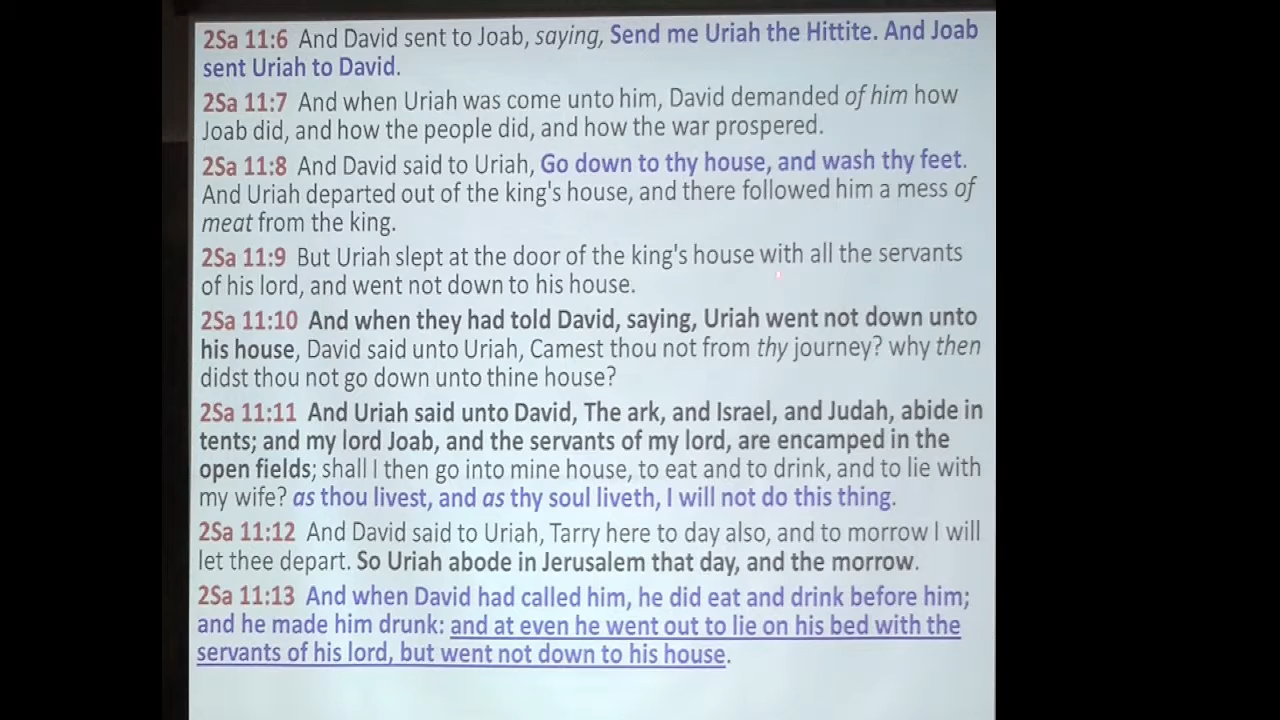 2Sa 11:6 And David sent to Joab, saying, Send me Uriah the Hittite. And Joab
sent Uriah to David.
2Sa 11:7 And when Uriah was come unto him, David demanded of him how
Joab did, and how the people did, and how the war prospered.
2Sa 11:8 And David said to Uriah, Go down to thy house, and wash thy feet.
And Uriah departed out of the king's house, and there followed him a mess of
meat from the king.
2Sa 11:9 But Uriah slept at the door of the king's house with all the servants
of his lord, and went not down to his house.
2Sa 11:10 And when they had told David, saying, Uriah went not down unto
his house, David said unto Uriah, Camest thou not from thy journey? why then
didst thou not go down unto thine house?
2Sa 11:11 And Uriah said unto David, The ark, and Israel, and Judah, abide in
tents; and my lord Joab, and the servants of my lord, are encamped in the
open fields; shall I then go into mine house, to eat and to drink, and to lie with
my wife? as thou livest, and as thy soul liveth, I will not do this thing.
2Sa 11:12 And David said to Uriah, Tarry here to day also, and to morrow I will
let thee depart. So Uriah abode in Jerusalem that day, and the morrow.
2Sa 11:13 And when David had called him, he did eat and drink before him;
and he made him drunk: and at even he went out to lie on his bed with the
servants of his lord, but went not down to his house.